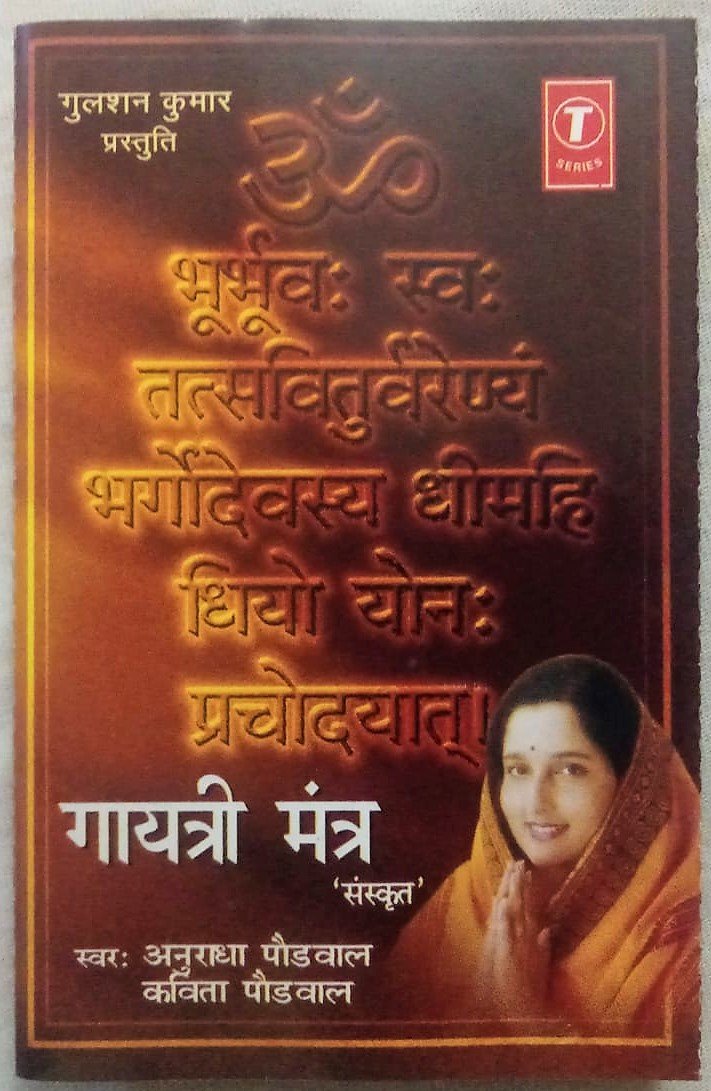 गुलशन कुमार
प्रस्तुति
T
SERIES
ॐ
भूर्भूवः स्वः
तत्सवितुर्वरेण्यं
भर्गोदेवस्य धीमहि
धियो योनः
प्रचोदयात्।
गायत्री मंत्र
‘संस्कृत’
स्वरः अनुराधा पौडवाल
कविता पौडवाल